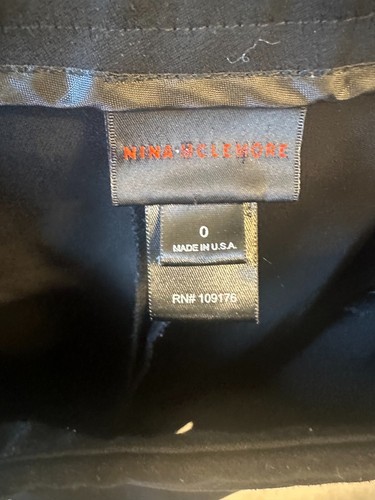 NINA MCLEMORE
0
MADE IN U.S.A.
RN# 109176